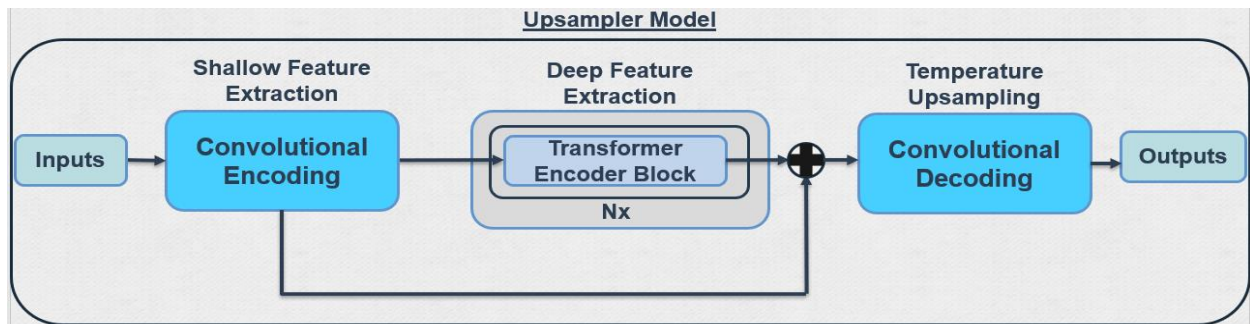 Upsampler Model
Shallow Feature
Extraction
Deep Feature
Extraction
Temperature
Upsampling
Inputs
Convolutional
Encoding
Transformer
Encoder Block
Nx
Convolutional
Decoding
Outputs